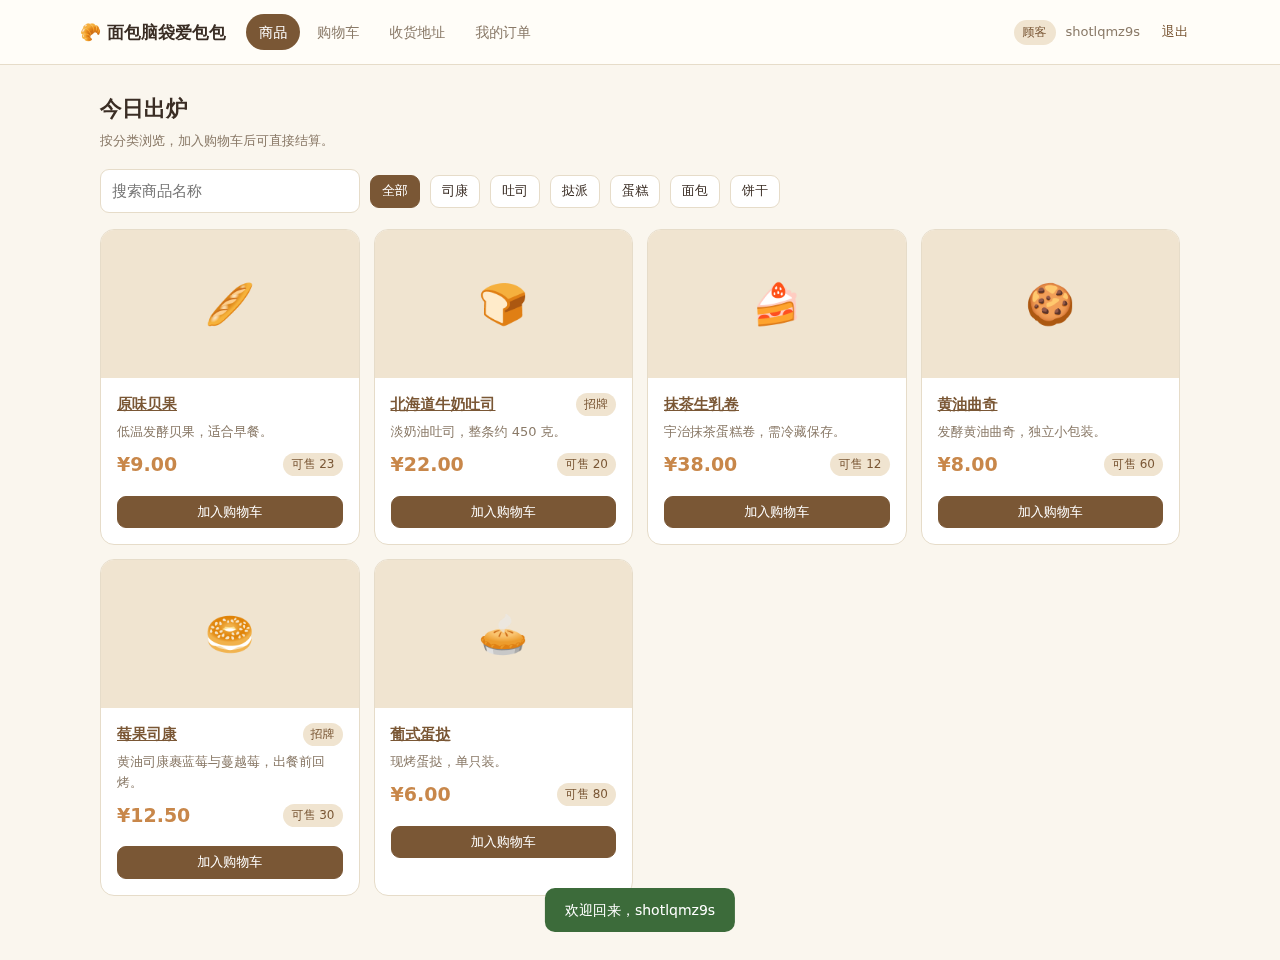 🥐 面包脑袋爱包包 商品 购物车 收货地址 我的订单 顾客 shotlqmz9s 退出
今日出炉
按分类浏览，加入购物车后可直接结算。
搜索商品名称 全部 司康 吐司 挞派 蛋糕 面包 饼干
原味贝果
低温发酵贝果，适合早餐。
¥9.00 可售 23
加入购物车
北海道牛奶吐司 招牌
淡奶油吐司，整条约 450 克。
¥22.00 可售 20
加入购物车
抹茶生乳卷
宇治抹茶蛋糕卷，需冷藏保存。
¥38.00 可售 12
加入购物车
黄油曲奇
发酵黄油曲奇，独立小包装。
¥8.00 可售 60
加入购物车
莓果司康 招牌
黄油司康裹蓝莓与蔓越莓，出餐前回
烤。
¥12.50 可售 30
加入购物车
葡式蛋挞
现烤蛋挞，单只装。
¥6.00 可售 80
加入购物车
欢迎回来，shotlqmz9s